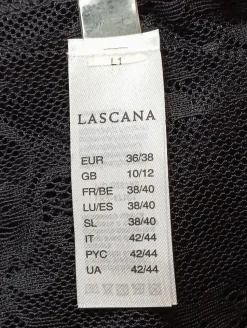 L1
LASCANA
EUR 36/38
GB 10/12
FR/BE 38/40
LU/ES 38/40
SL 38/40
IT 42/44
PYC 42/44
UA 42/44